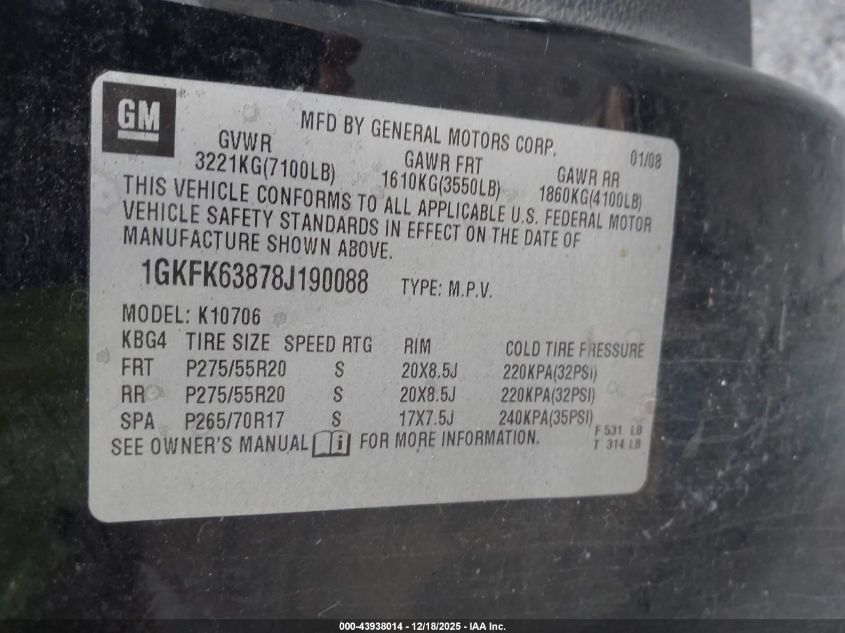 GM
MFD BY GENERAL MOTORS CORP. 01/08
GVWR GAWR FRT GAWR RR
3221KG(7100LB) 1610KG(3550LB) 1860KG(4100LB)
THIS VEHICLE CONFORMS TO ALL APPLICABLE U.S. FEDERAL MOTOR
VEHICLE SAFETY STANDARDS IN EFFECT ON THE DATE OF
MANUFACTURE SHOWN ABOVE.
1GKFK63878J190088 TYPE: M.P.V.
MODEL: K10706
KBG4 TIRE SIZE SPEED RTG RIM COLD TIRE PRESSURE
FRT P275/55R20 S 20X8.5J 220KPA(32PSI)
RR P275/55R20 S 20X8.5J 220KPA(32PSI)
SPA P265/70R17 S 17X7.5J 240KPA(35PSI)
SEE OWNER'S MANUAL i FOR MORE INFORMATION.
F 531 LB
T 314 LB
000-43938014 - 12/18/2025 - IAA Inc.